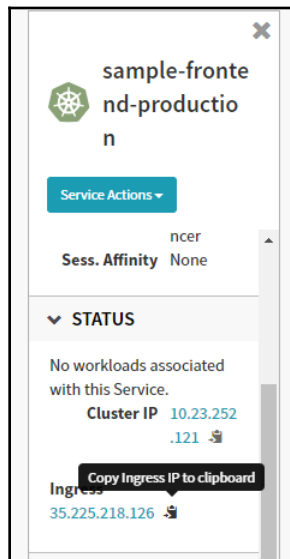 sample-fronte
nd-productio
n
Service Actions
ncer
Sess. Affinity None
STATUS
No workloads associated
with this Service.
Cluster IP 10.23.252
.121
Copy Ingress IP to clipboard
Ingress
35.225.218.126